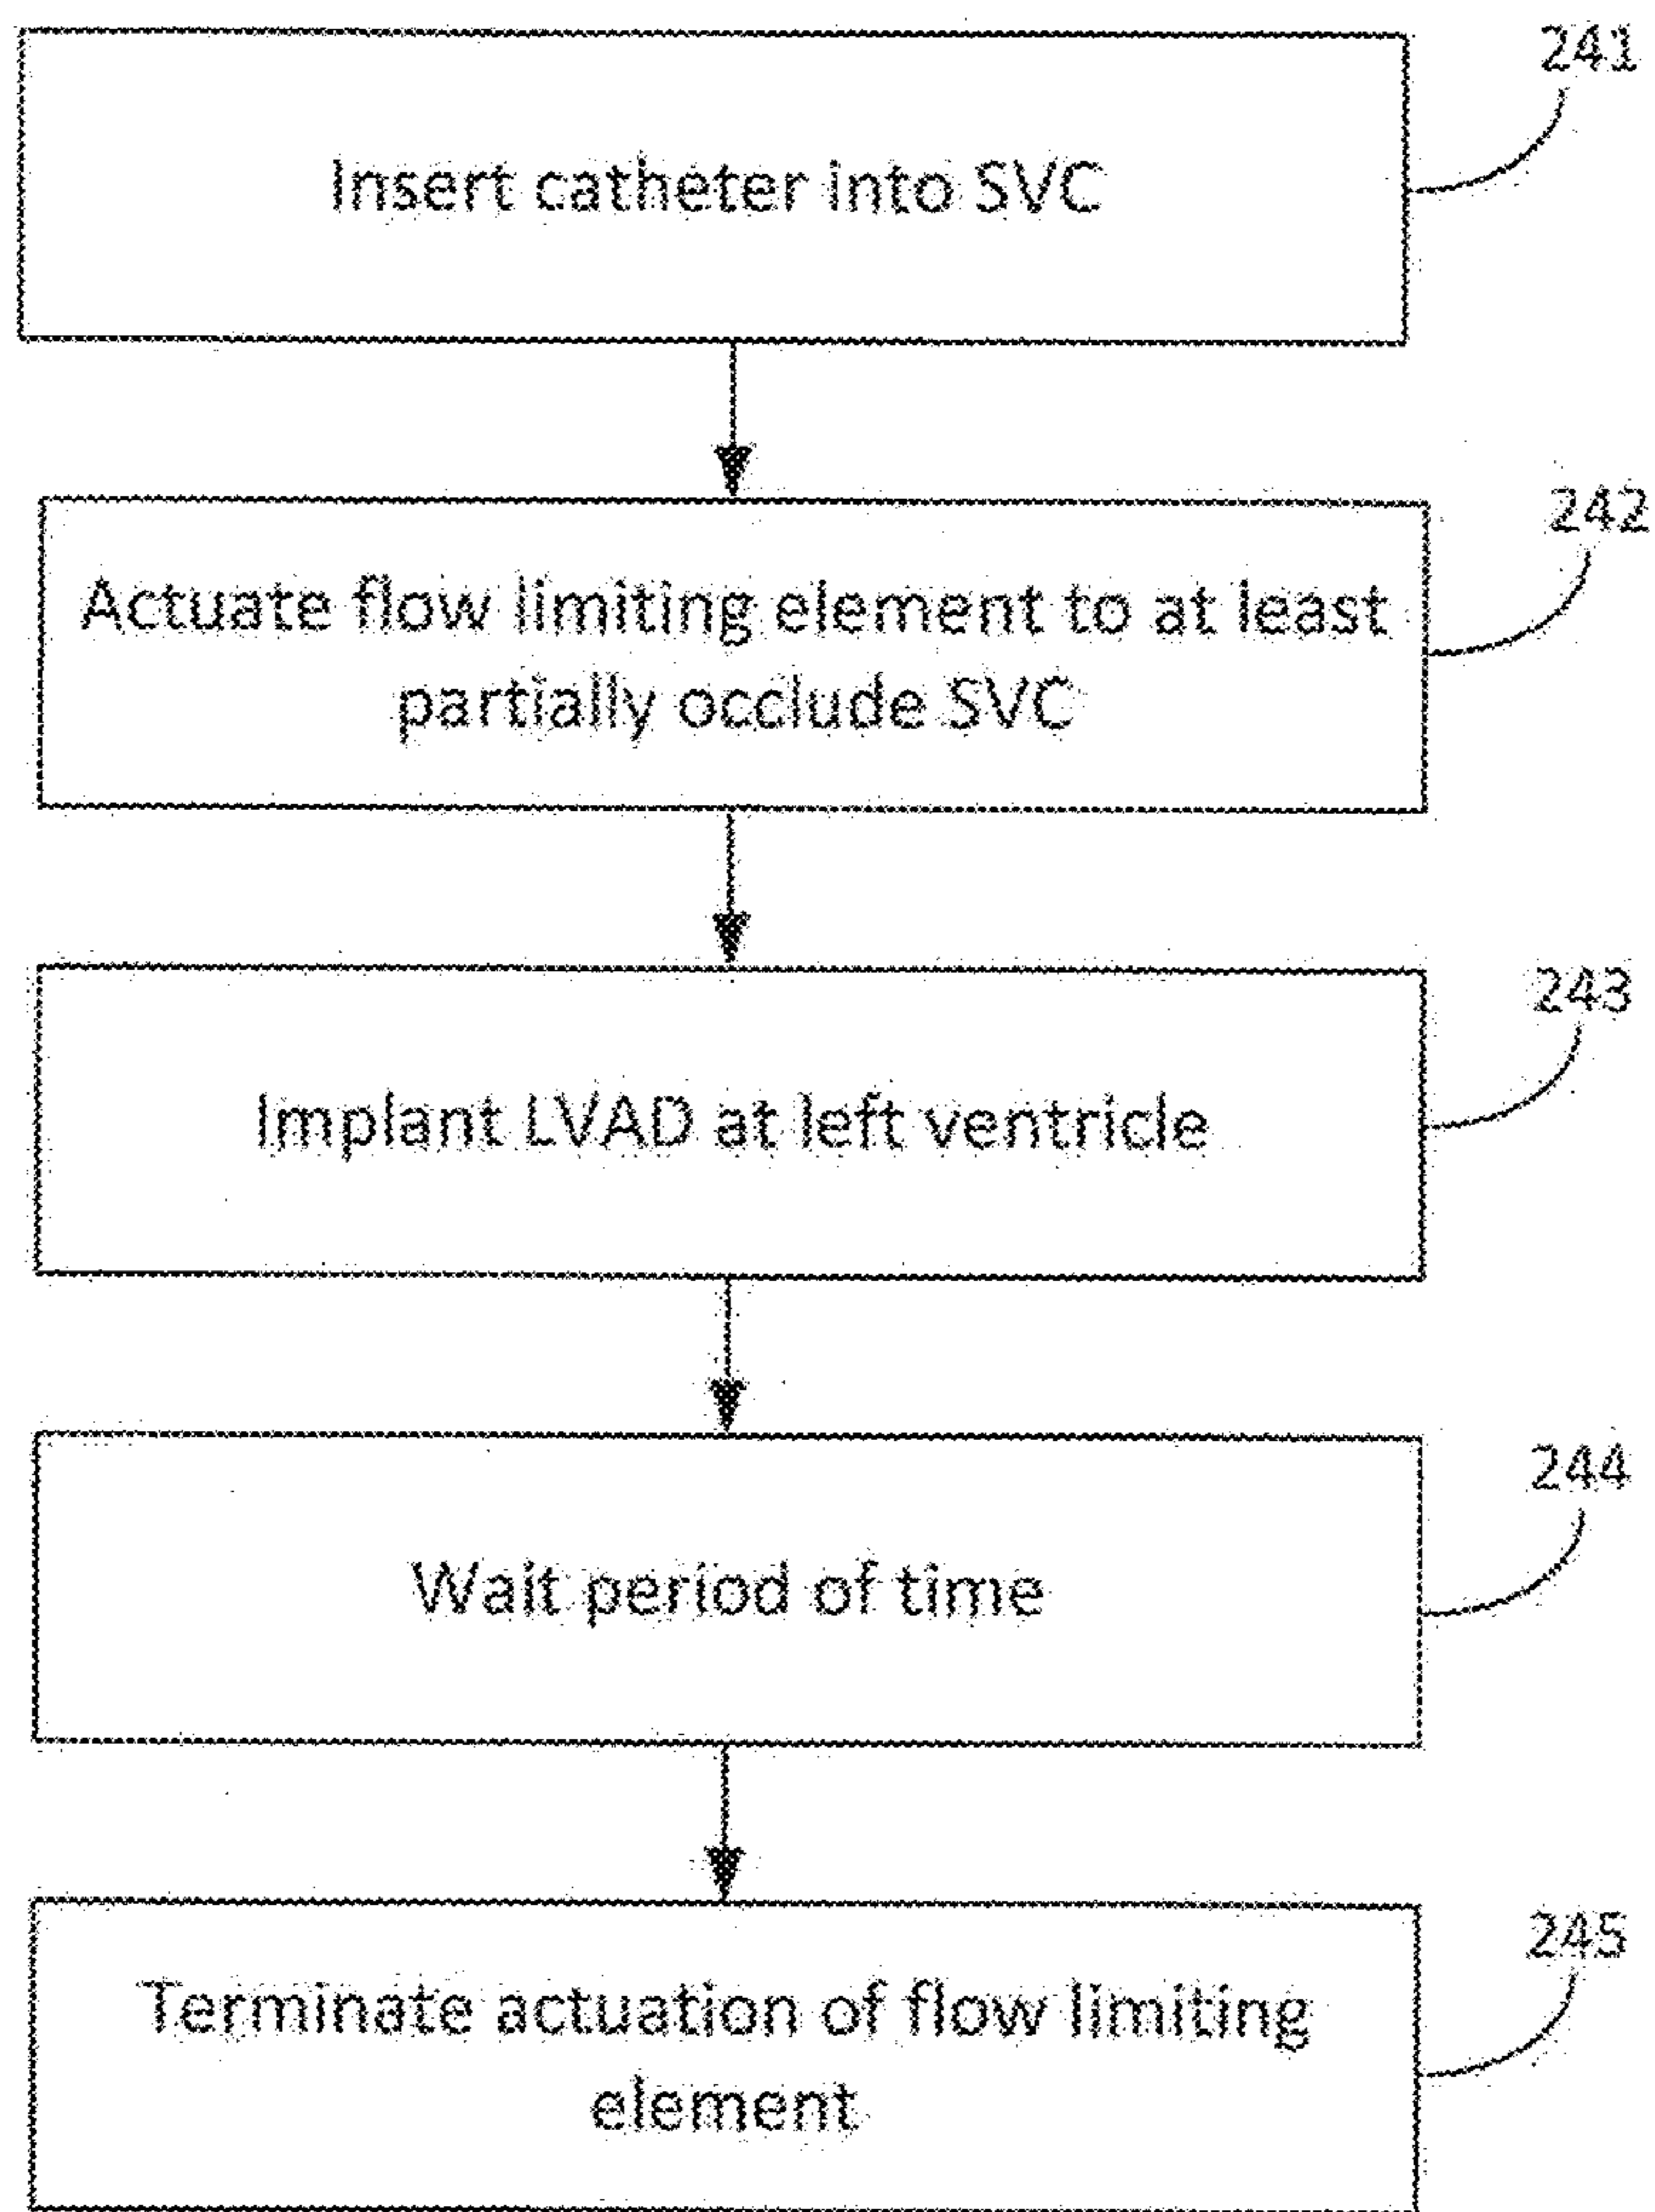 241
Insert catheter into SVC
242
Actuate flow limiting element to at least
partially occlude SVC
243
Implant LVAD at left ventricle
244
Wait period of time
245
Terminate actuation of flow limiting
element